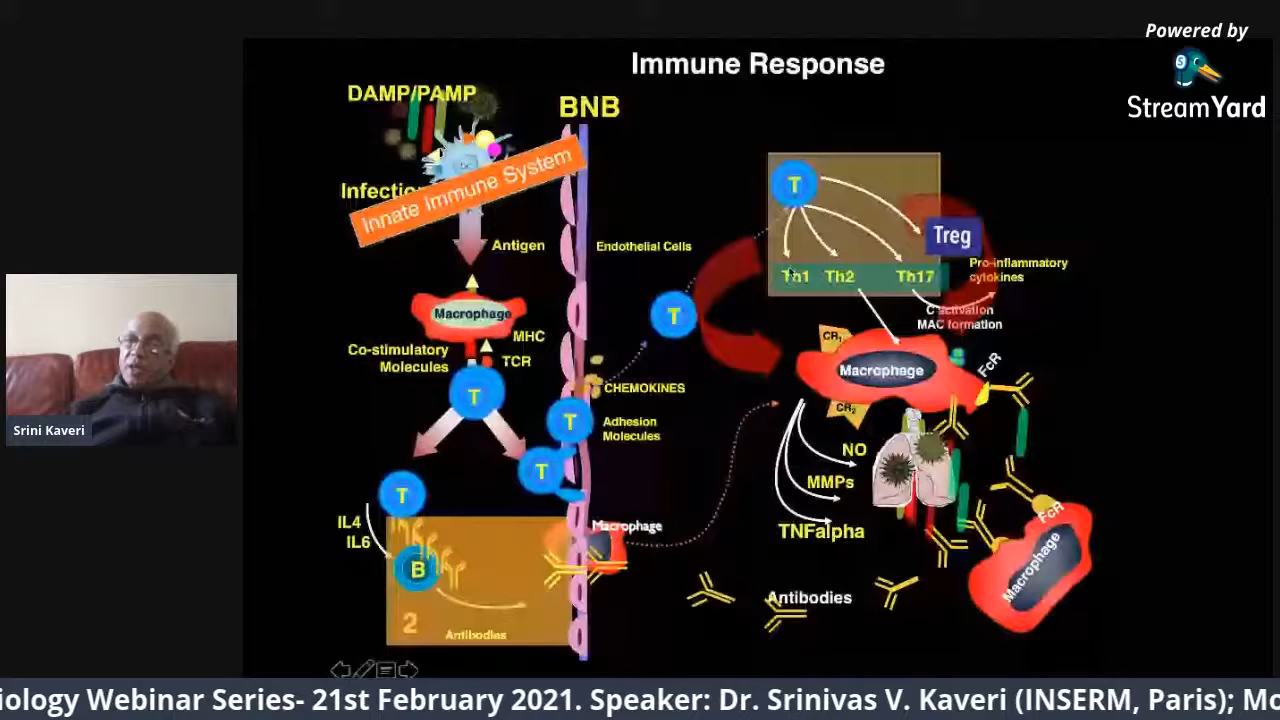 Powered by
StreamYard
Immune Response
DAMP/PAMP
BNB
Innate Immune System
T
Treg
Antigen
Endothelial Cells
Pro-inflammatory
cytokines
Th1
Th2
Th17
C activation
MAC formation
T
Macrophage
MHC
TCR
Co-stimulatory
Molecules
CR
Macrophage
FcR
T
CHEMOKINES
T
Adhesion
Molecules
CR
NO
T
MMPs
T
IL4
IL6
Macrophage
TNFalpha
FcR
Macrophage
B
2
Antibodies
Antibodies
Srini Kaveri
Webinar Series- 21st February 2021. Speaker: Dr. Srinivas V. Kaveri (INSERM, Paris);